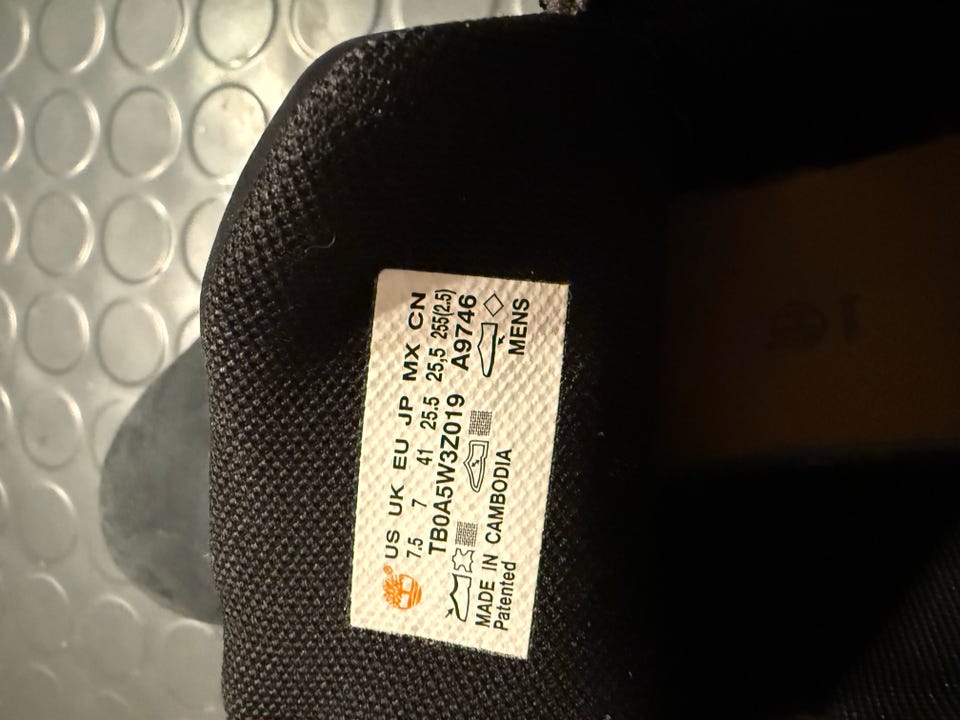 US UK EU JP MX CN
7.5 7 41 25.5 25,5 255(2.5)
TB0A5W3Z019 A9746
MADE IN CAMBODIA MENS
Patented